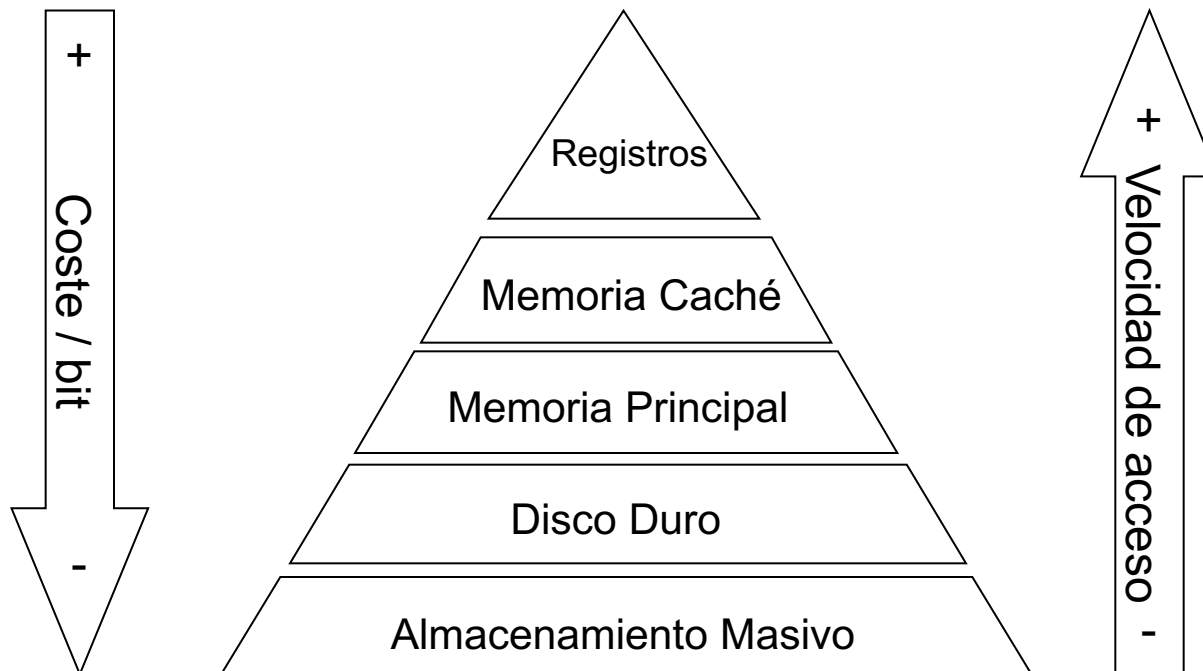 +
Coste / bit
-
Registros
Memoria Caché
Memoria Principal
Disco Duro
Almacenamiento Masivo
+ Velocidad de acceso -